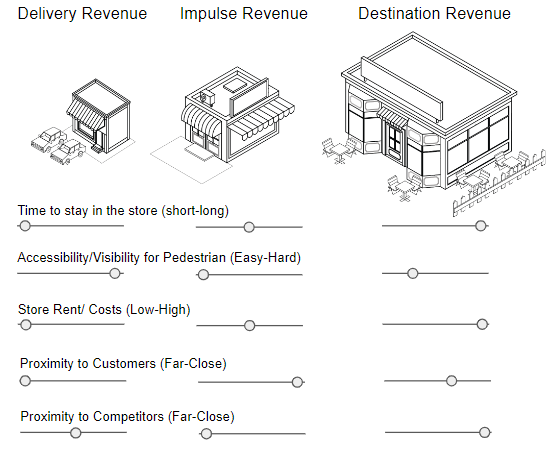 Delivery Revenue
Impulse Revenue
Destination Revenue
Time to stay in the store (short-long)
Accessibility/Visibility for Pedestrian (Easy-Hard)
Store Rent/ Costs (Low-High)
Proximity to Customers (Far-Close)
Proximity to Competitors (Far-Close)